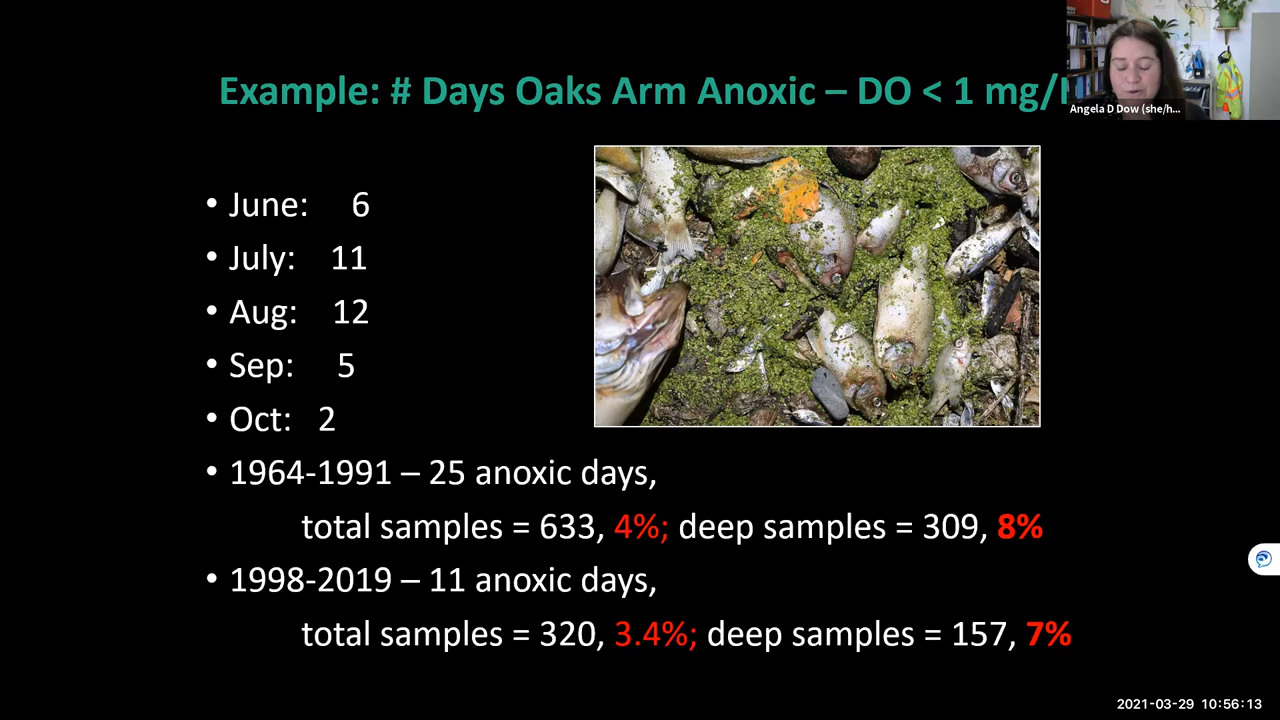 Example: # Days Oaks Arm Anoxic – DO < 1 mg/
Angela D Dow (she/h...
• June: 6
• July: 11
• Aug: 12
• Sep: 5
• Oct: 2
• 1964-1991 – 25 anoxic days,
total samples = 633, 4%; deep samples = 309, 8%
• 1998-2019 – 11 anoxic days,
total samples = 320, 3.4%; deep samples = 157, 7%
2021-03-29 10:56:13